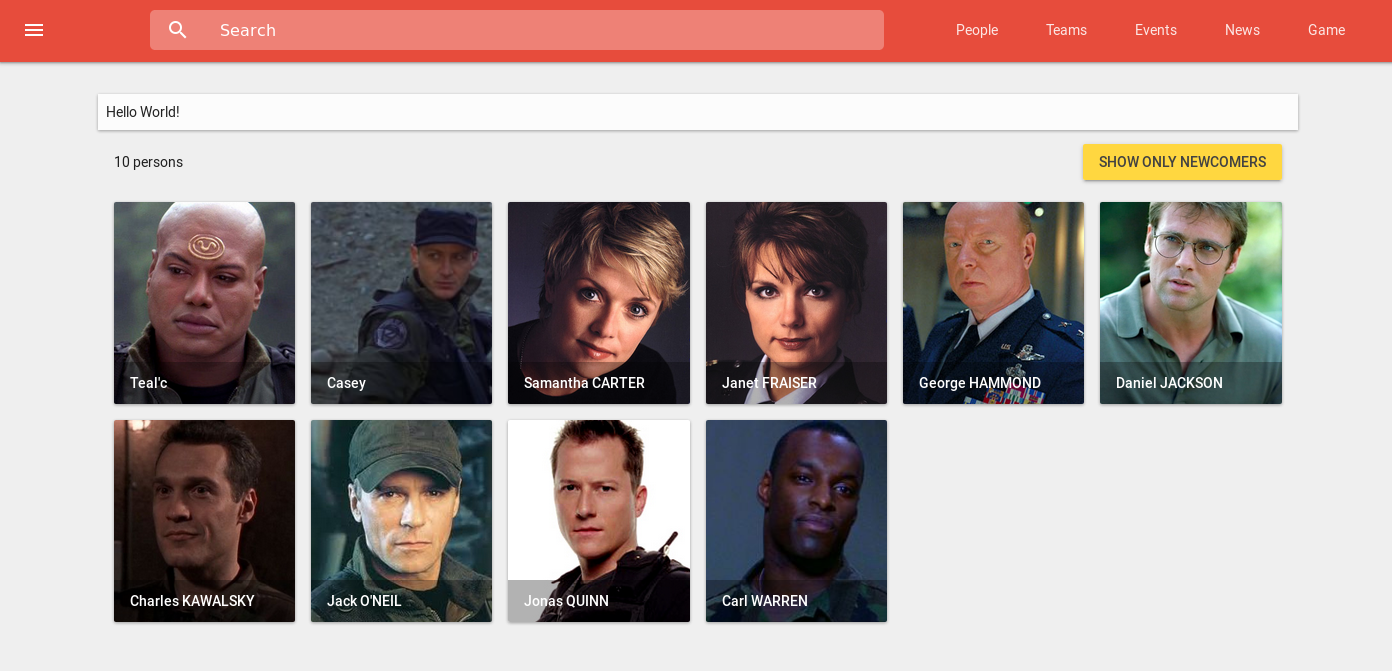 Search
People
Teams
Events
News
Game
Hello World!
10 persons
SHOW ONLY NEWCOMERS
Teal'c
Casey
Samantha CARTER
Janet FRAISER
George HAMMOND
Daniel JACKSON
Charles KAWALSKY
Jack O'NEIL
Jonas QUINN
Carl WARREN